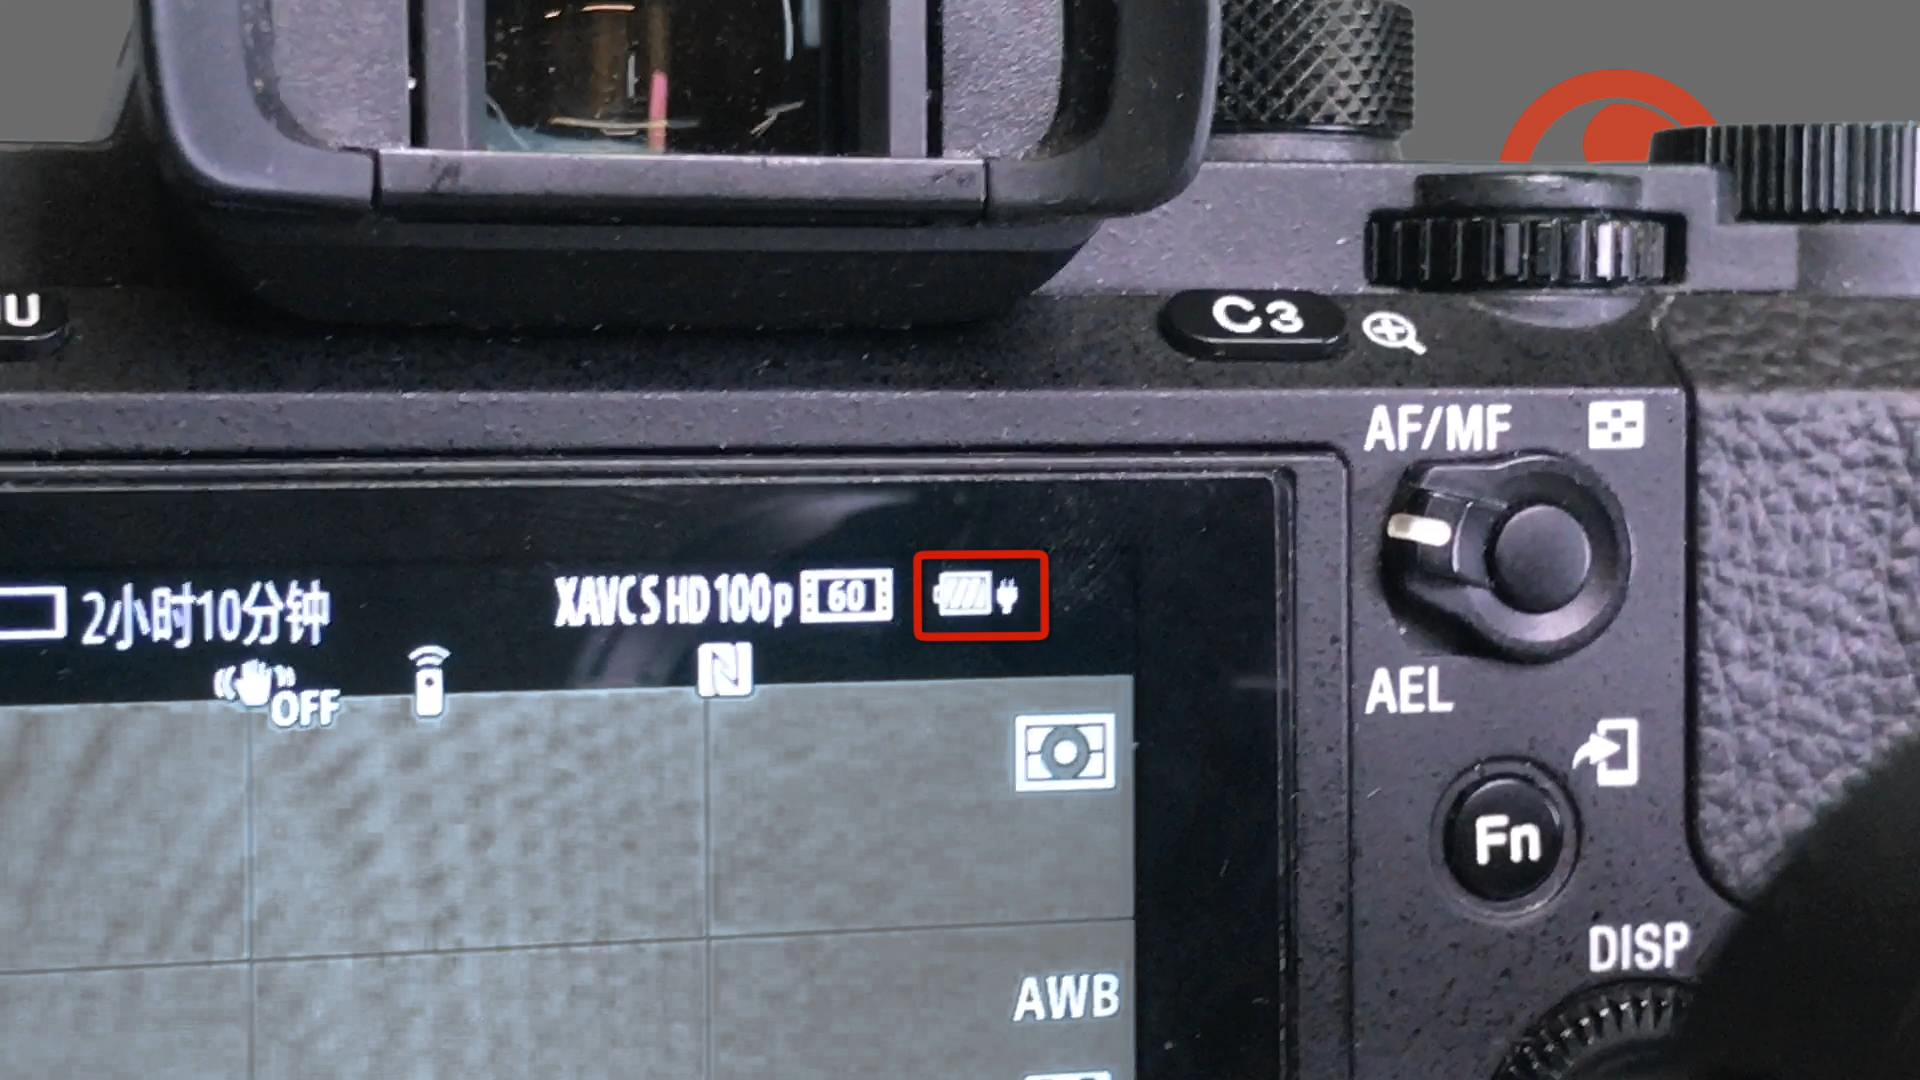 C3
AF/MF
2小时10分钟
XAVC S HD 100p
60
OFF
N
AEL
Fn
DISP
AWB